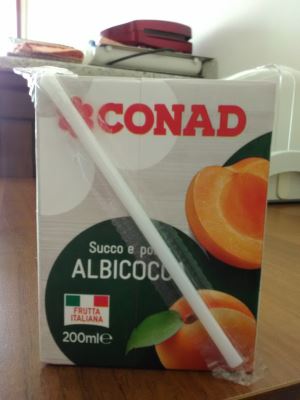 CONAD
Succo e po
ALBICOCC
FRUTTA
ITALIANA
200ml e